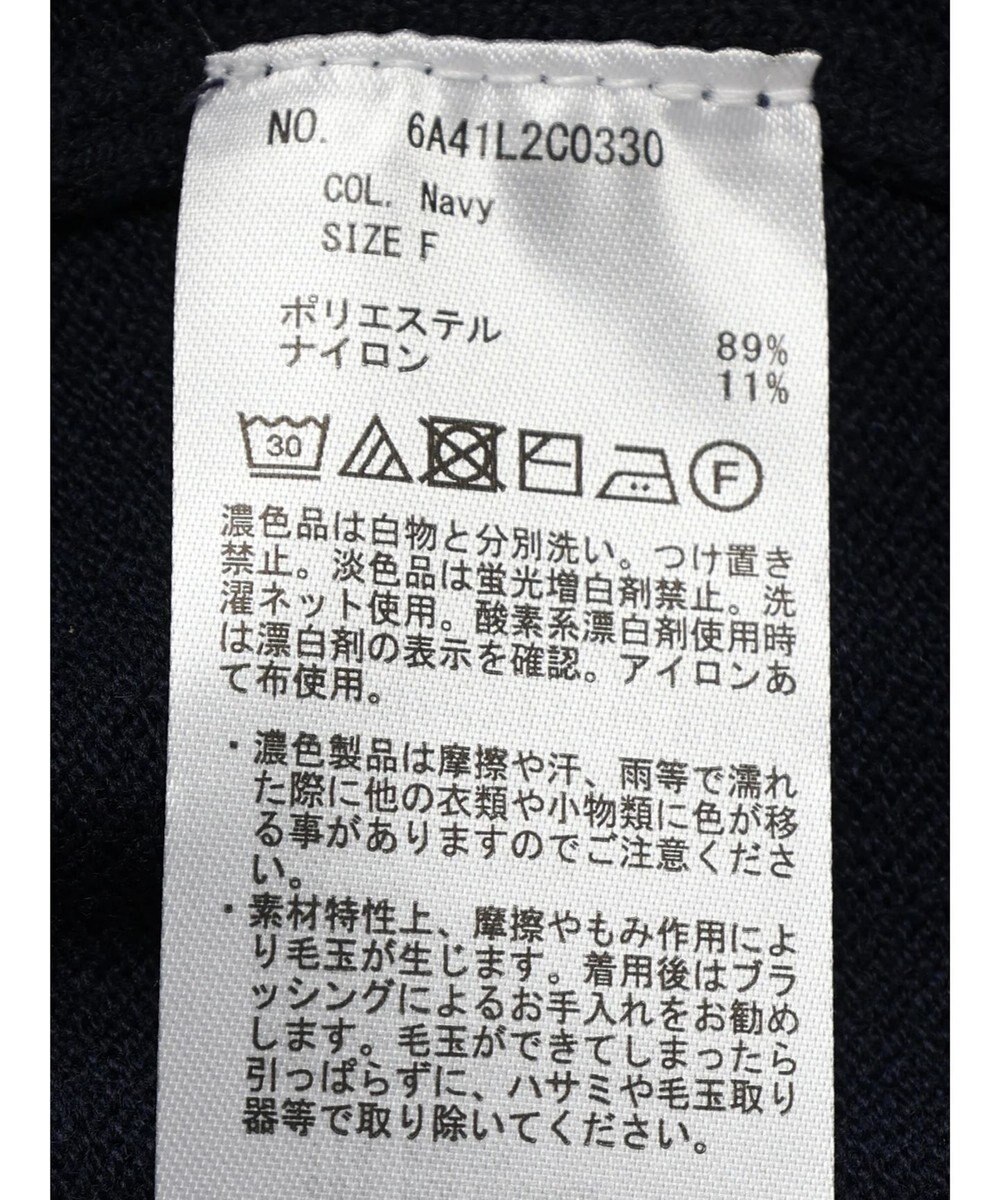 NO. 6A41L2C0330
COL. Navy
SIZE F
ポリエステル 89%
ナイロン 11%
30 F
濃色品は白物と分別洗い。つけ置き
禁止。淡色品は蛍光増白剤禁止。洗
濯ネット使用。酸素系漂白剤使用時
は漂白剤の表示を確認。アイロンあ
て布使用。
・濃色製品は摩擦や汗、雨等で濡れ
た際に他の衣類や小物類に色が移
る事がありますのでご注意くださ
い。
・素材特性上、摩擦やもみ作用によ
り毛玉が生じます。着用後はブラ
ッシングによるお手入れをお勧め
します。毛玉ができてしまったら
引っぱらずに、ハサミや毛玉取り
器等で取り除いてください。